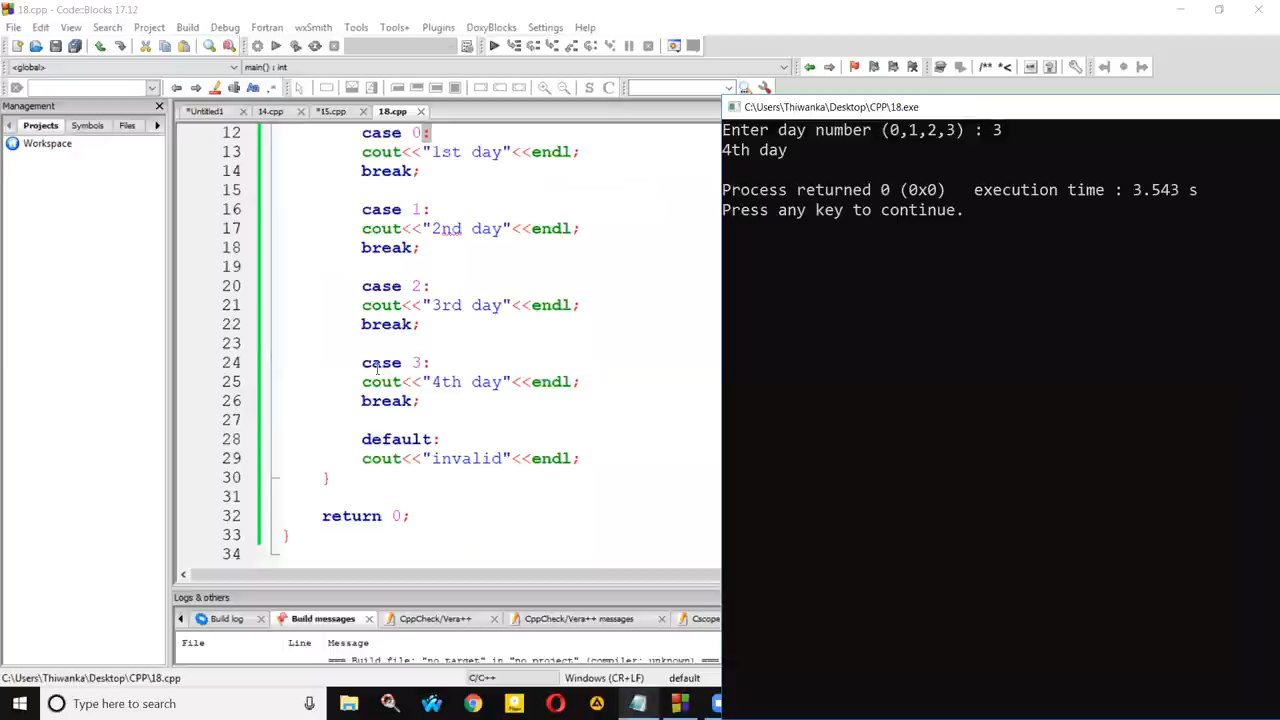 18.cpp - Code::Blocks 17.12
File Edit View Search Project Build Debug Fortran wxSmith Tools Tools+ Plugins DoxyBlocks Settings Help
<global> main() : int
Management
*Untitled1 14.cpp *15.cpp 18.cpp
Projects Symbols Files
Workspace
12 case 0:
13 cout<<"1st day"<<endl;
14 break;
15
16 case 1:
17 cout<<"2nd day"<<endl;
18 break;
19
20 case 2:
21 cout<<"3rd day"<<endl;
22 break;
23
24 case 3:
25 cout<<"4th day"<<endl;
26 break;
27
28 default:
29 cout<<"invalid"<<endl;
30 }
31
32 return 0;
33 }
34
C:\Users\Thiwanka\Desktop\CPP\18.exe
Enter day number (0,1,2,3) : 3
4th day
Process returned 0 (0x0) execution time : 3.543 s
Press any key to continue.
Logs & others
Build log Build messages CppCheck/Vera++ CppCheck/Vera++ messages Cscope
File Line Message
=== Build file: "no target" in "no project" (compiler: unknown) ===
C:\Users\Thiwanka\Desktop\CPP\18.cpp C/C++ Windows (CR+LF) default
Type here to search